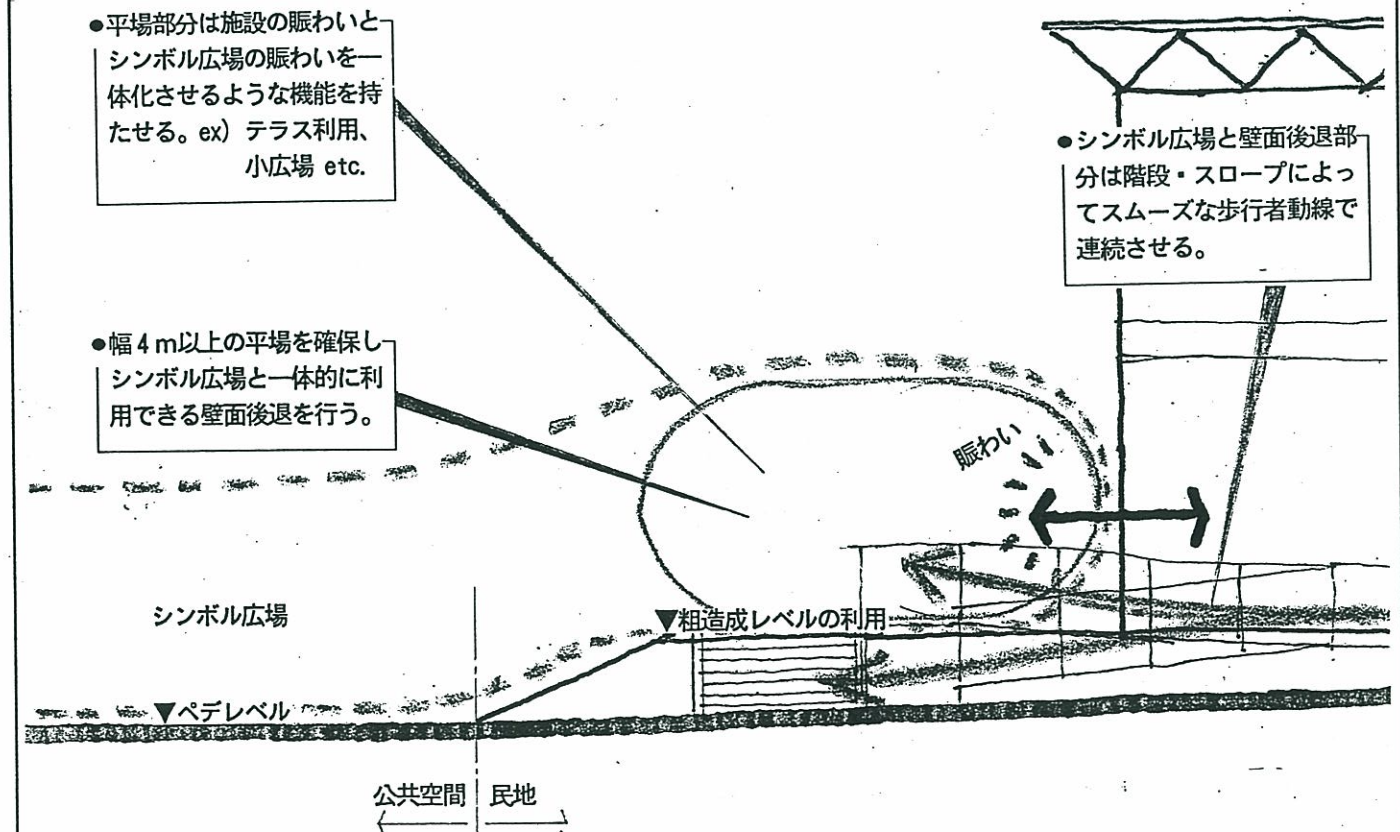 ●平場部分は施設の賑わいと
シンボル広場の賑わいを一
体化させるような機能を持
たせる。ex) テラス利用、
小広場 etc.
●シンボル広場と壁面後退部
分は階段・スロープによっ
てスムーズな歩行者動線で
連続させる。
●幅4m以上の平場を確保し
シンボル広場と一体的に利
用できる壁面後退を行う。
賑わい
シンボル広場
▼粗造成レベルの利用
▼ペデレベル
公共空間 民地